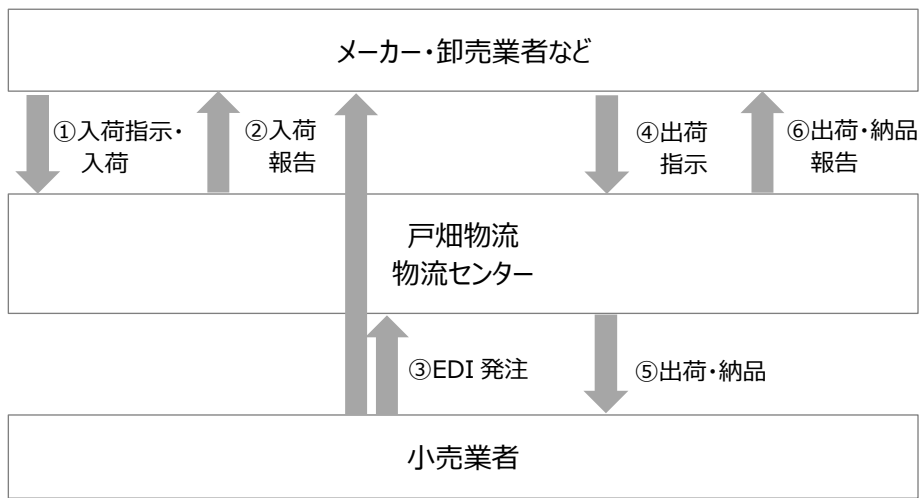 メーカー・卸売業者など
①入荷指示・
入荷
②入荷
報告
④出荷
指示
⑥出荷・納品
報告
戸畑物流
物流センター
③EDI 発注
⑤出荷・納品
小売業者